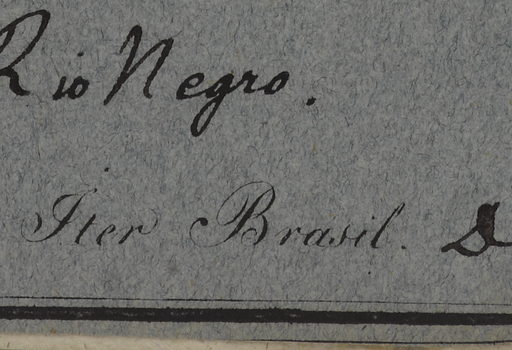 Rio Negro.
Iter Brasil.